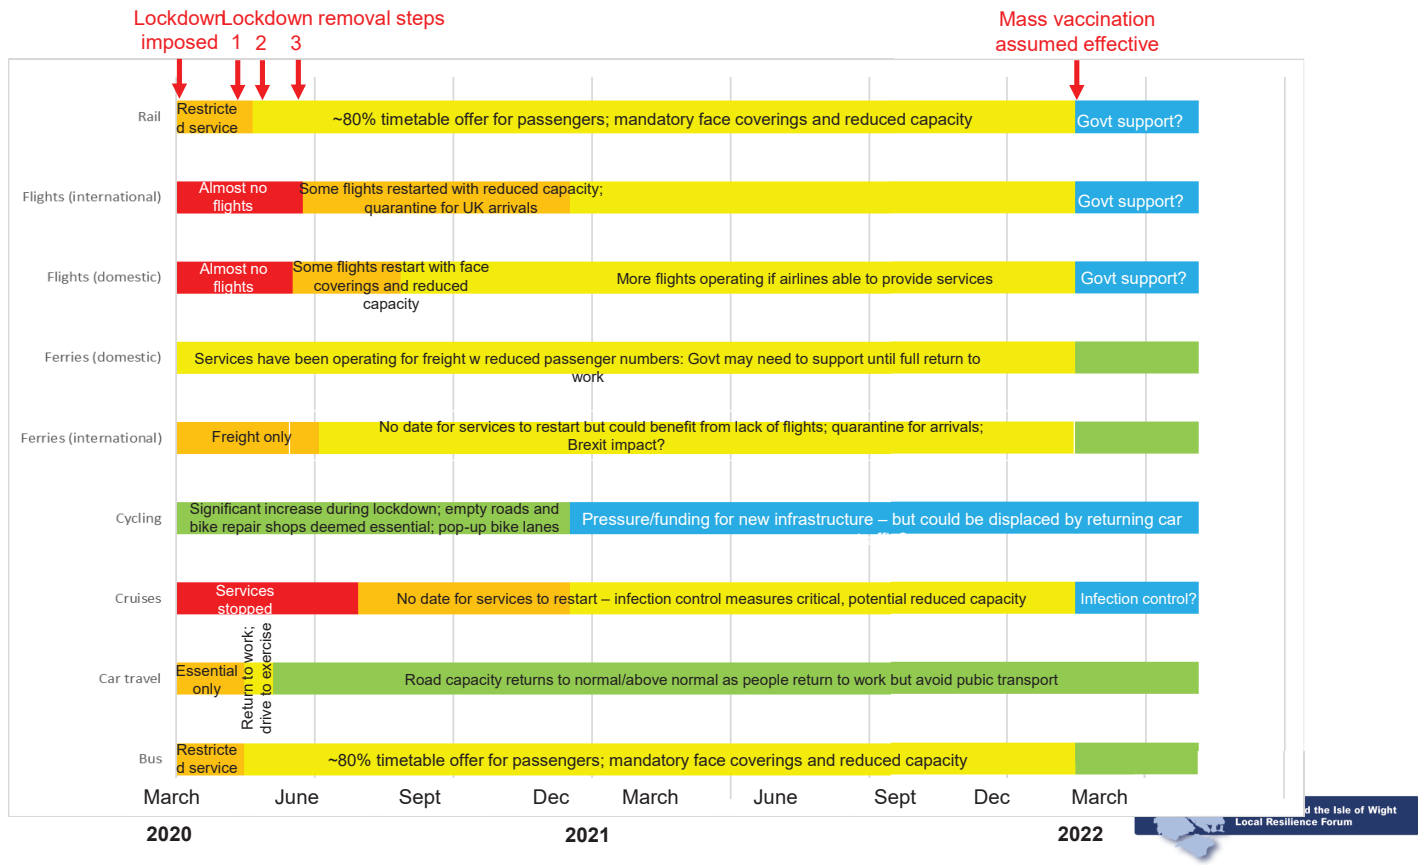 Lockdown
imposed
Lockdown removal steps
1 2 3
Mass vaccination
assumed effective
Rail
Restricte
d service
~80% timetable offer for passengers; mandatory face coverings and reduced capacity
Govt support?
Flights (international)
Almost no
flights
Some flights restarted with reduced capacity;
quarantine for UK arrivals
Govt support?
Flights (domestic)
Almost no
flights
Some flights restart with face
coverings and reduced
capacity
More flights operating if airlines able to provide services
Govt support?
Ferries (domestic)
Services have been operating for freight w reduced passenger numbers: Govt may need to support until full return to
work
Ferries (international)
Freight only
No date for services to restart but could benefit from lack of flights; quarantine for arrivals;
Brexit impact?
Cycling
Significant increase during lockdown; empty roads and
bike repair shops deemed essential; pop-up bike lanes
Pressure/funding for new infrastructure – but could be displaced by returning car
Cruises
Services
stopped
No date for services to restart – infection control measures critical, potential reduced capacity
Infection control?
Car travel
Essential
only
Return to work;
drive to exercise
Road capacity returns to normal/above normal as people return to work but avoid pubic transport
Bus
Restricte
d service
~80% timetable offer for passengers; mandatory face coverings and reduced capacity
March June Sept Dec March June Sept Dec March
2020 2021 2022
d the Isle of Wight
Local Resilience Forum